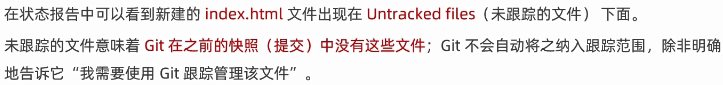 在状态报告中可以看到新建的 index.html 文件出现在 Untracked files（未跟踪的文件） 下面。
未跟踪的文件意味着 Git 在之前的快照（提交）中没有这些文件；Git 不会自动将之纳入跟踪范围，除非明确
地告诉它“我需要使用 Git 跟踪管理该文件”。